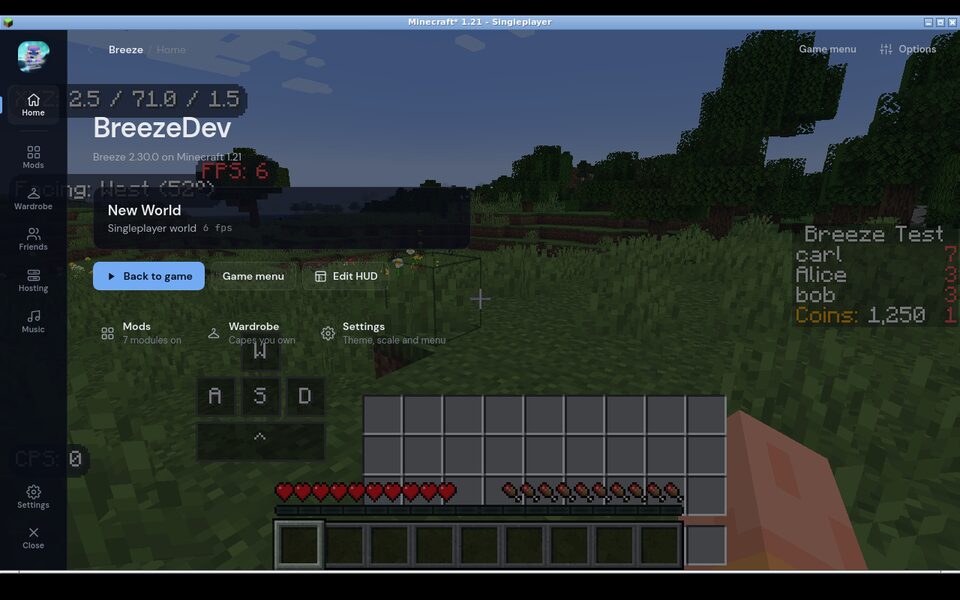 Minecraft* 1.21 - Singleplayer
Breeze / Home
Game menu
Options
2.5 / 71.0 / 1.5
Home
BreezeDev
Breeze 2.30.0 on Minecraft 1.21
FPS: 6
Mods
Facing: West (52°)
Wardrobe
New World
Singleplayer world 6 fps
Friends
Breeze Test
carl 7
Alice 3
bob 3
Coins: 1,250 1
Hosting
Back to game
Game menu
Edit HUD
Music
Mods
7 modules on
Wardrobe
Capes you own
Settings
Theme, scale and menu
W
A S D
^
CPS: 0
Settings
Close